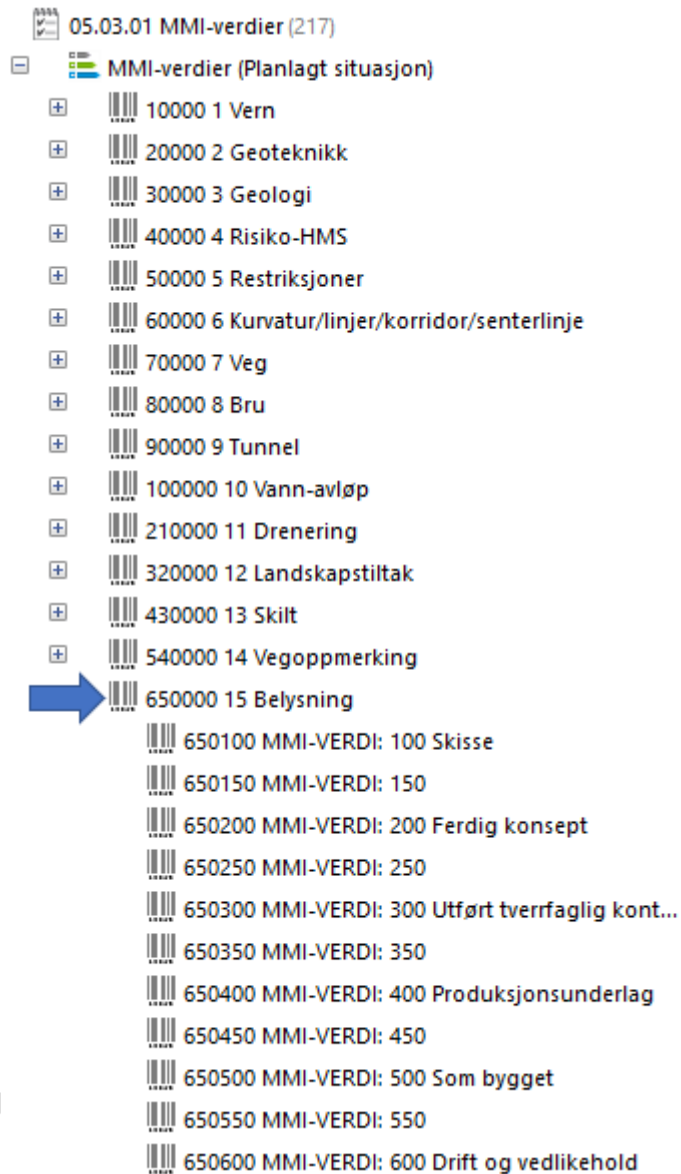 05.03.01 MMI-verdier (217)
MMI-verdier (Planlagt situasjon)
10000 1 Vern
20000 2 Geoteknikk
30000 3 Geologi
40000 4 Risiko-HMS
50000 5 Restriksjoner
60000 6 Kurvatur/linjer/korridor/senterlinje
70000 7 Veg
80000 8 Bru
90000 9 Tunnel
100000 10 Vann-avløp
210000 11 Drenering
320000 12 Landskapstiltak
430000 13 Skilt
540000 14 Vegoppmerking
650000 15 Belysning
650100 MMI-VERDI: 100 Skisse
650150 MMI-VERDI: 150
650200 MMI-VERDI: 200 Ferdig konsept
650250 MMI-VERDI: 250
650300 MMI-VERDI: 300 Utført tverrfaglig kont...
650350 MMI-VERDI: 350
650400 MMI-VERDI: 400 Produksjonsunderlag
650450 MMI-VERDI: 450
650500 MMI-VERDI: 500 Som bygget
650550 MMI-VERDI: 550
650600 MMI-VERDI: 600 Drift og vedlikehold